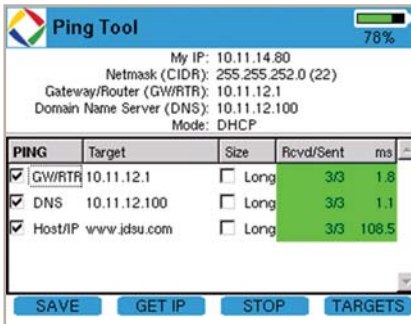 Ping Tool
78%
My IP: 10.11.14.80
Netmask (CIDR): 255.255.252.0 (22)
Gateway/Router (GW/RTR): 10.11.12.1
Domain Name Server (DNS): 10.11.12.100
Mode: DHCP
PING Target Size Rcvd/Sent ms
GW/RTR 10.11.12.1 Long 3/3 1.8
DNS 10.11.12.100 Long 3/3 1.1
Host/IP www.jdsu.com Long 3/3 108.5
SAVE GET IP STOP TARGETS